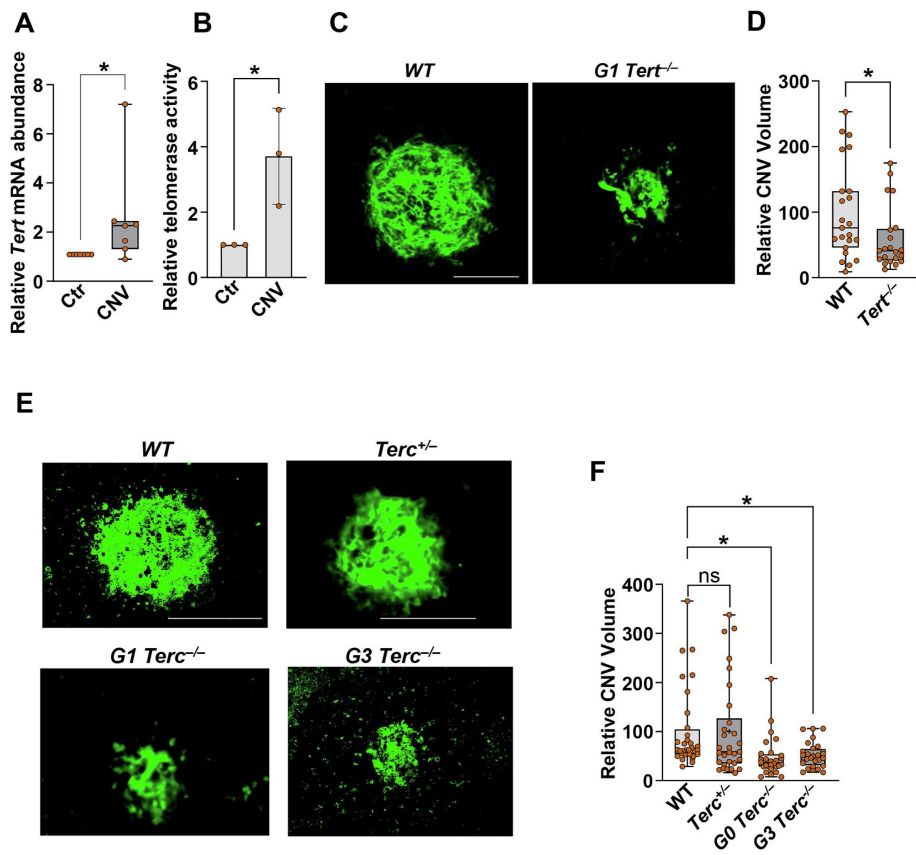 A
Relative Tert mRNA abundance
8
6
4
2
0
*
Ctr
CNV
B
Relative telomerase activity
6
4
2
0
*
Ctr
CNV
C
WT
G1 Tert–/–
D
Relative CNV Volume
300
200
100
0
*
WT
Tert–/–
E
WT
Terc+/–
G1 Terc–/–
G3 Terc–/–
F
Relative CNV Volume
400
300
200
100
0
*
*
ns
WT
Terc+/–
G0 Terc–/–
G3 Terc–/–